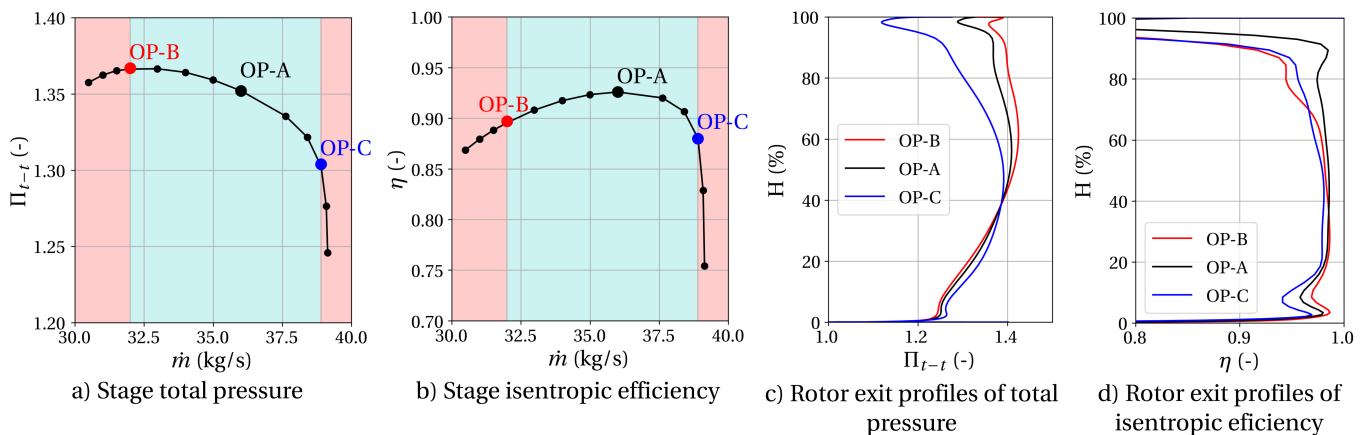 1.40
1.35
1.30
1.25
1.20
30.0
32.5
35.0
37.5
40.0
Π_{t−t} (-)
ṁ (kg/s)
OP-B
OP-A
OP-C
a) Stage total pressure
1.00
0.95
0.90
0.85
0.80
0.75
0.70
30.0
32.5
35.0
37.5
40.0
η (-)
ṁ (kg/s)
OP-B
OP-A
OP-C
b) Stage isentropic efficiency
100
80
60
40
20
0
1.0
1.2
1.4
H (%)
Π_{t−t} (-)
OP-B
OP-A
OP-C
c) Rotor exit profiles of total
pressure
100
80
60
40
20
0
0.8
0.9
1.0
H (%)
η (-)
OP-B
OP-A
OP-C
d) Rotor exit profiles of
isentropic eficiency